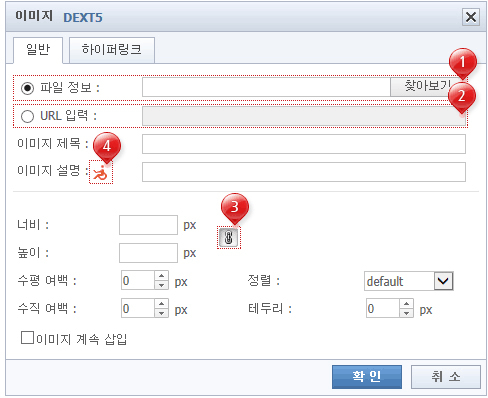 이미지 DEXT5
일반 하이퍼링크
파일 정보 : 찾아보기 1
URL 입력 : 2
이미지 제목 : 4
이미지 설명 :
3
너비 px
높이 px
수평 여백 : 0 px 정렬 : default
수직 여백 : 0 px 테두리 : 0 px
이미지 계속 삽입
확 인 취 소